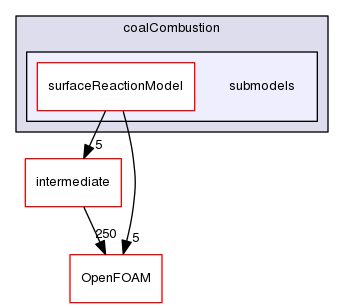 coalCombustion
surfaceReactionModel
submodels
5
intermediate
250
5
OpenFOAM